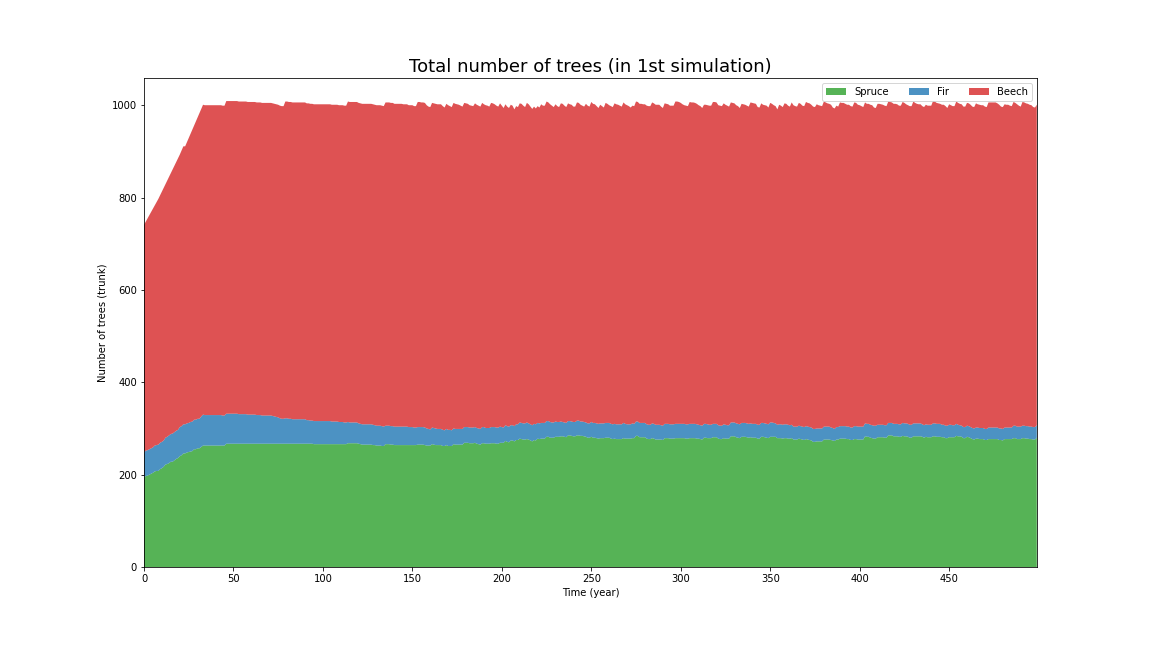 Total number of trees (in 1st simulation)
Spruce Fir Beech
1000
800
600
400
200
0
Number of trees (trunk)
0 50 100 150 200 250 300 350 400 450
Time (year)